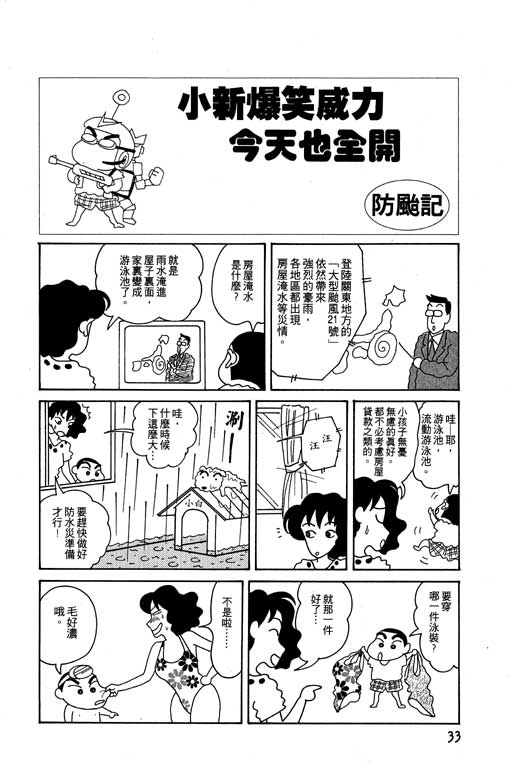 小新爆笑威力
今天也全開
防颱記
登陸關東地方的
「大型颱風21號」
依然帶來
強烈的豪雨，
各地區都出現
房屋淹水等災情。
房屋淹水
是什麼？
就是
雨水淹進
屋子裏面，
家裏變成
游泳池了。
哇─耶，
游泳池，
流動游泳池。
小孩子無憂
無慮的真好。
都不必考慮房屋
貸款之類的。
汪
汪
涮
哇，
什麼時候
下這麼大…
小白
要趕快做好
防水災準備
才行！
要穿
哪一件泳裝？
就那一件
好了…
不是啦…
毛好濃
哦。
33